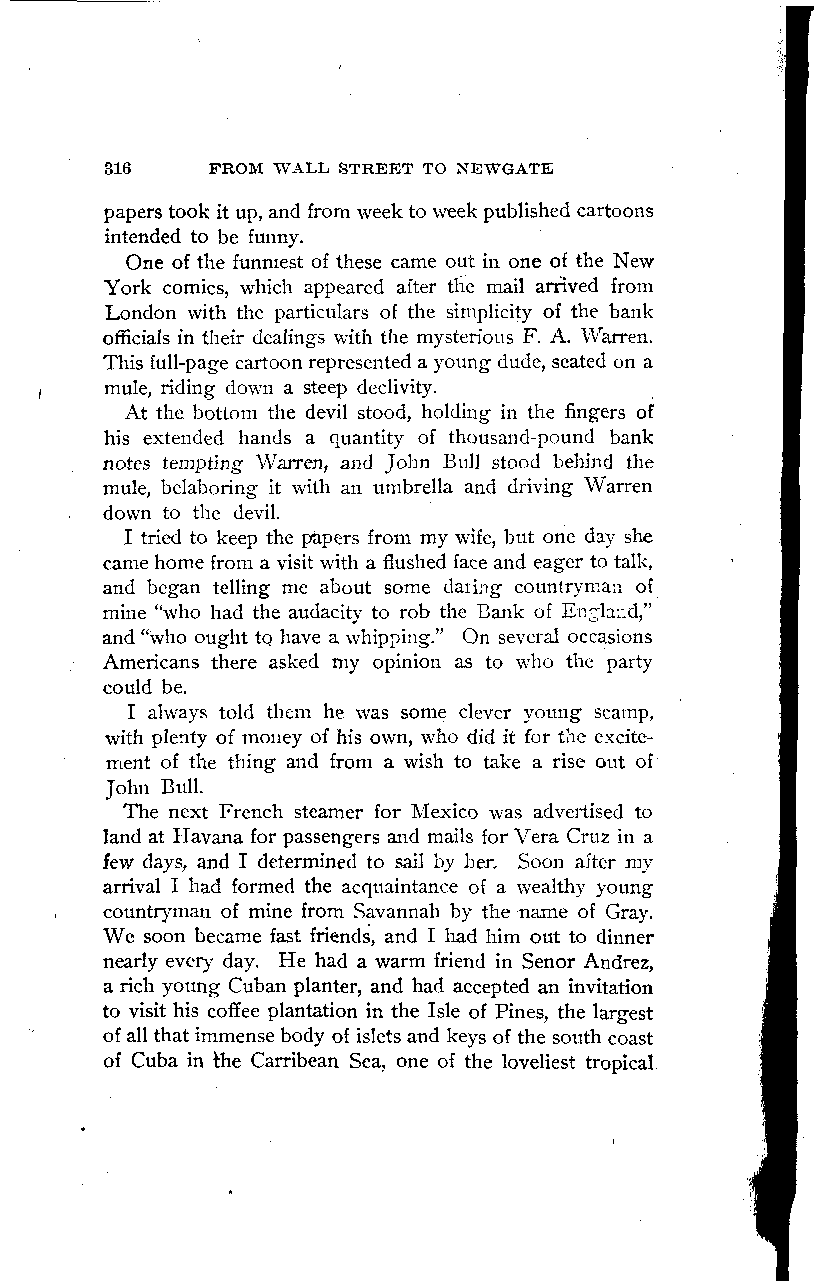 316 FROM WALL STREET TO NEWGATE
papers took it up, and from week to week published cartoons
intended to be funny.
One of the funniest of these came out in one of the New
York comics, which appeared after the mail arrived from
London with the particulars of the simplicity of the bank
officials in their dealings with the mysterious F. A. Warren.
This full-page cartoon represented a young dude, seated on a
mule, riding down a steep declivity.
At the bottom the devil stood, holding in the fingers of
his extended hands a quantity of thousand-pound bank
notes tempting Warren, and John Bull stood behind the
mule, belaboring it with an umbrella and driving Warren
down to the devil.
I tried to keep the papers from my wife, but one day she
came home from a visit with a flushed face and eager to talk,
and began telling me about some daring countryman of
mine "who had the audacity to rob the Bank of England,"
and "who ought to have a whipping." On several occasions
Americans there asked my opinion as to who the party
could be.
I always told them he was some clever young scamp,
with plenty of money of his own, who did it for the excite-
ment of the thing and from a wish to take a rise out of
John Bull.
The next French steamer for Mexico was advertised to
land at Havana for passengers and mails for Vera Cruz in a
few days, and I determined to sail by her. Soon after my
arrival I had formed the acquaintance of a wealthy young
countryman of mine from Savannah by the name of Gray.
We soon became fast friends, and I had him out to dinner
nearly every day. He had a warm friend in Senor Andrez,
a rich young Cuban planter, and had accepted an invitation
to visit his coffee plantation in the Isle of Pines, the largest
of all that immense body of islets and keys of the south coast
of Cuba in the Carribean Sea, one of the loveliest tropical